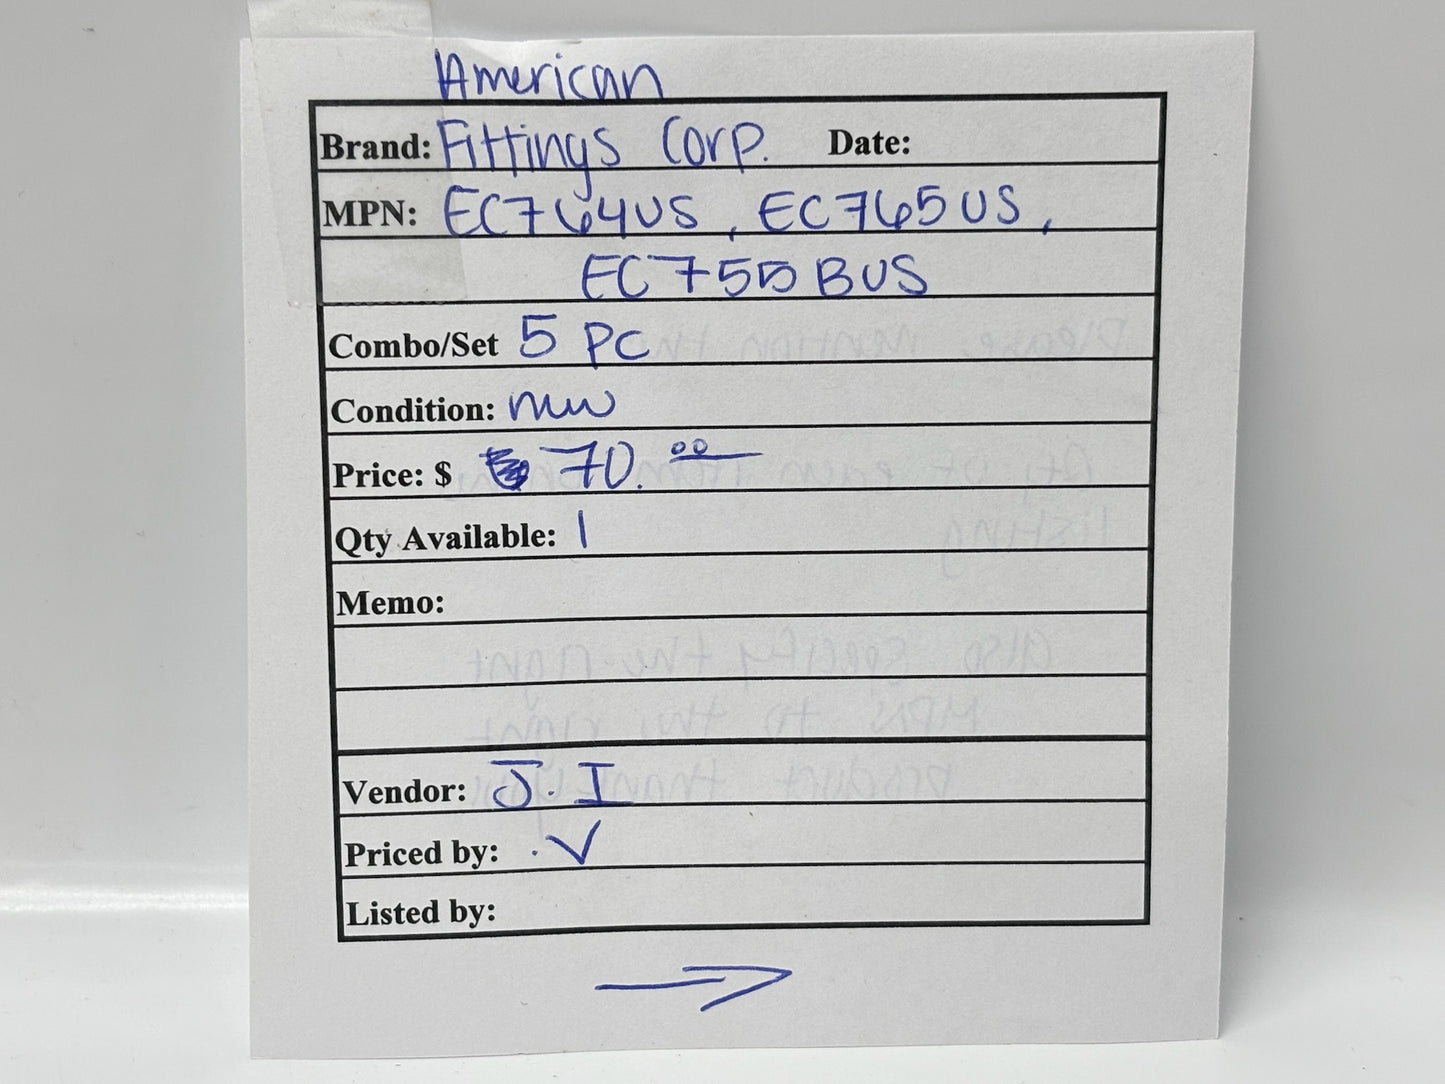 American
Brand: Fittings Corp. Date:
MPN: EC764US, EC765US,
EC755BUS
Combo/Set 5 PC
Condition: new
Price: $ 70.00
Qty Available: 1
Memo:
Vendor: J.I
Priced by: .V
Listed by: